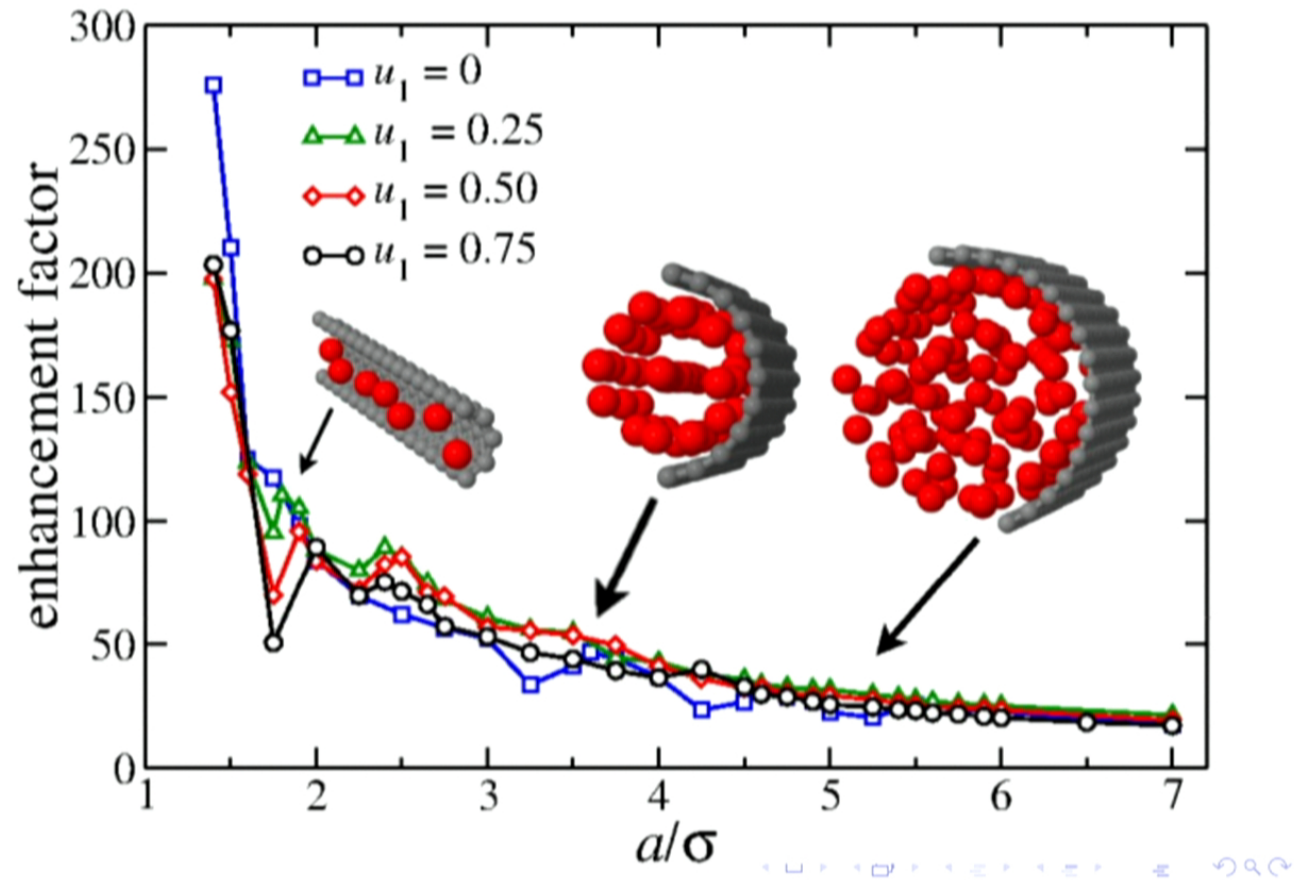 enhancement factor
300
250
200
150
100
50
0
u1 = 0
u1 = 0.25
u1 = 0.50
u1 = 0.75
1 2 3 4 5 6 7
a/σ